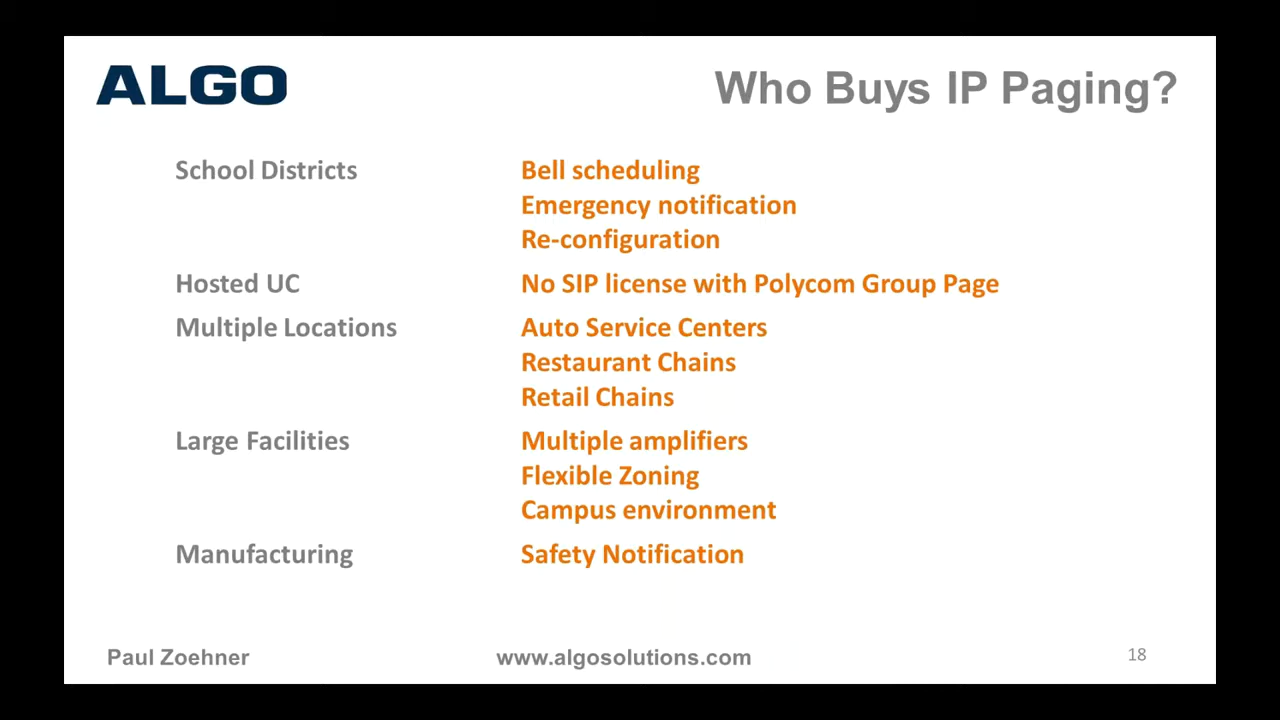 ALGO
Who Buys IP Paging?
School Districts
Bell scheduling
Emergency notification
Re-configuration
Hosted UC
No SIP license with Polycom Group Page
Multiple Locations
Auto Service Centers
Restaurant Chains
Retail Chains
Large Facilities
Multiple amplifiers
Flexible Zoning
Campus environment
Manufacturing
Safety Notification
Paul Zoehner
www.algosolutions.com
18